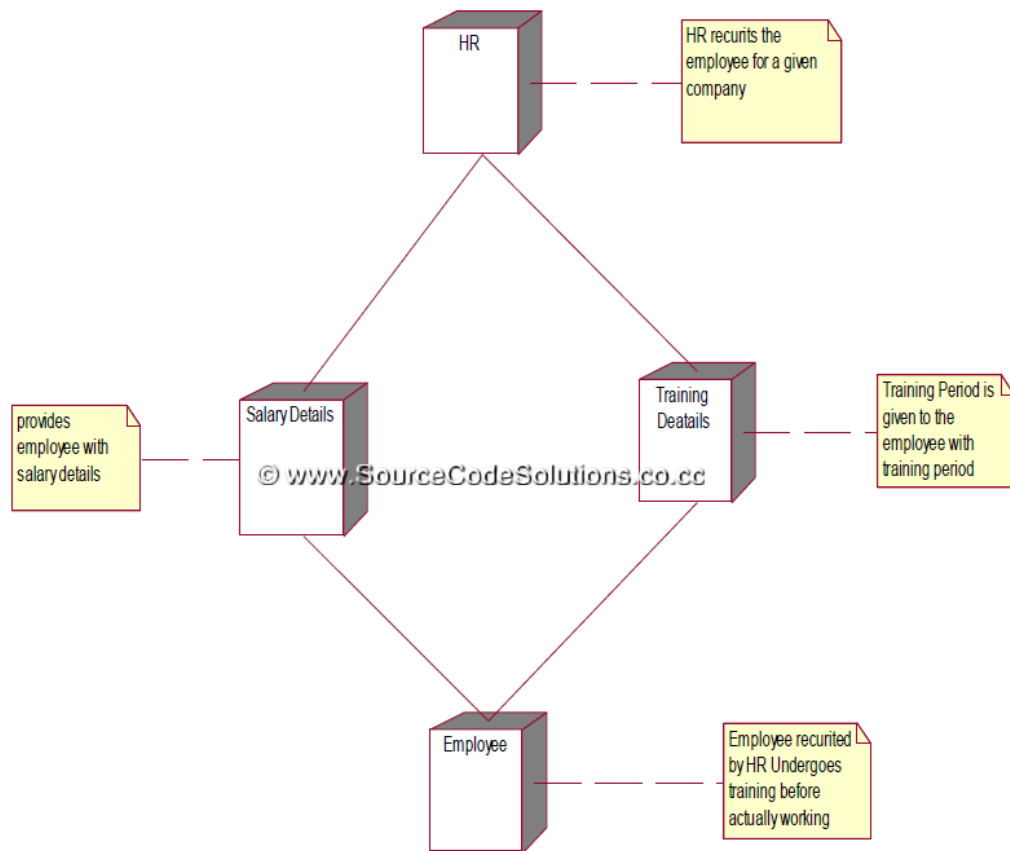 HR
HR recurits the
employee for a given
company
Salary Details
Training
Deatails
provides
employee with
salary details
Training Period is
given to the
employee with
training period
© www.SourceCodeSolutions.co.cc
Employee
Employee recurited
by HR Undergoes
training before
actually working